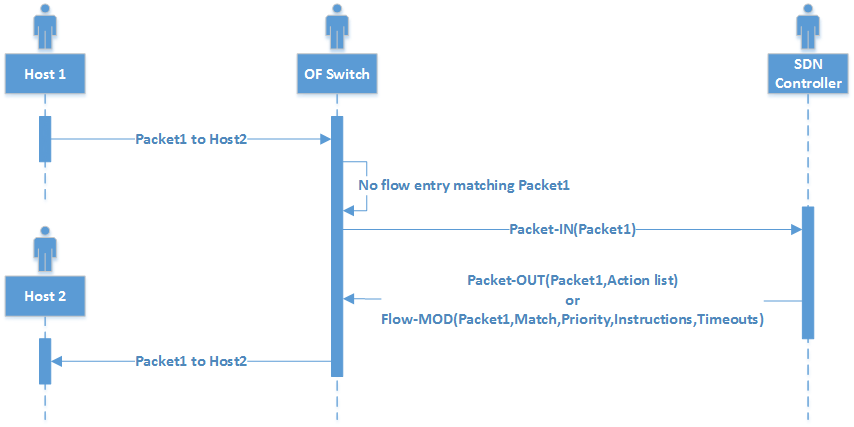 Host 1
OF Switch
SDN
Controller
Packet1 to Host2
No flow entry matching Packet1
Packet-IN(Packet1)
Host 2
Packet-OUT(Packet1,Action list)
or
Flow-MOD(Packet1,Match,Priority,Instructions,Timeouts)
Packet1 to Host2